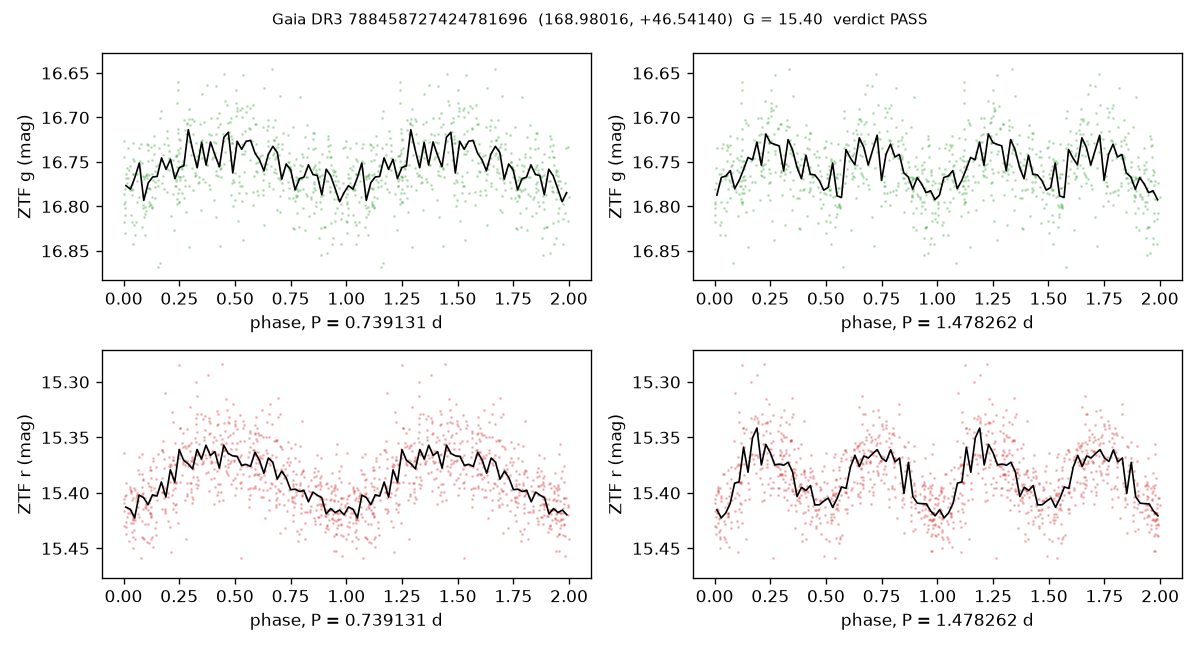 Gaia DR3 788458727424781696 (168.98016, +46.54140) G = 15.40 verdict PASS
ZTF g (mag)
16.65
16.70
16.75
16.80
16.85
0.00 0.25 0.50 0.75 1.00 1.25 1.50 1.75 2.00
phase, P = 0.739131 d
ZTF g (mag)
16.65
16.70
16.75
16.80
16.85
0.00 0.25 0.50 0.75 1.00 1.25 1.50 1.75 2.00
phase, P = 1.478262 d
ZTF r (mag)
15.30
15.35
15.40
15.45
0.00 0.25 0.50 0.75 1.00 1.25 1.50 1.75 2.00
phase, P = 0.739131 d
ZTF r (mag)
15.30
15.35
15.40
15.45
0.00 0.25 0.50 0.75 1.00 1.25 1.50 1.75 2.00
phase, P = 1.478262 d